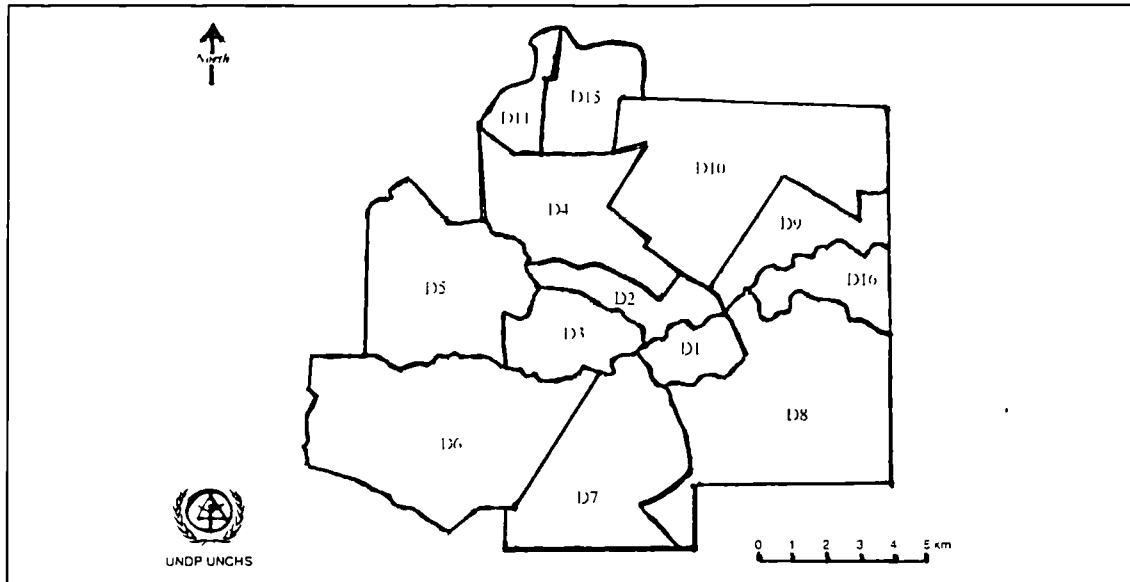 North
D15
D11
D10
D4
D9
D16
D5
D2
D3
D1
D8
D6
D7
UNDP UNCHS
0 1 2 3 4 5 km